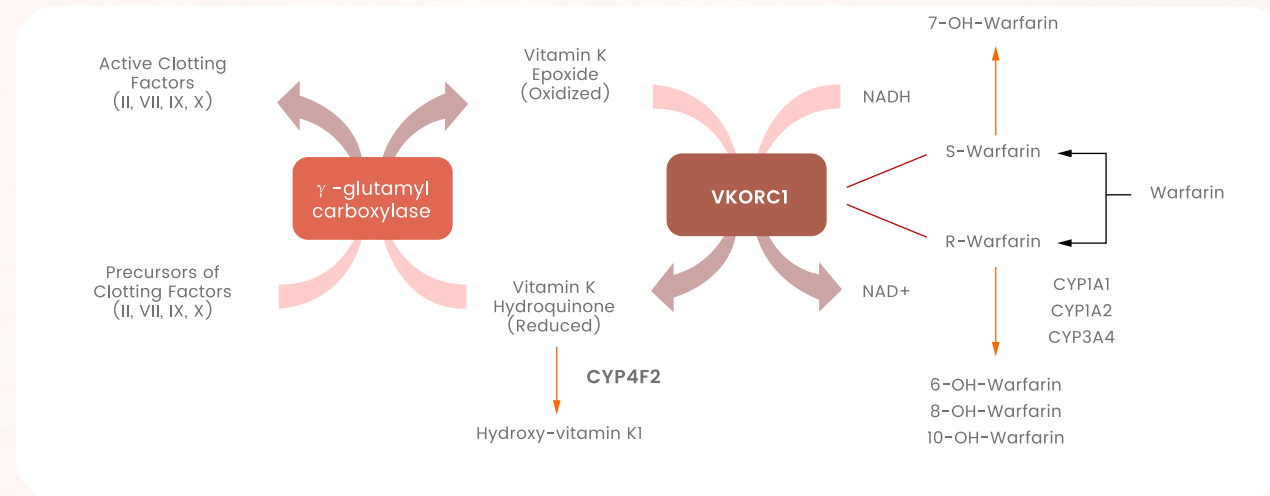 7-OH-Warfarin
Active Clotting
Factors
(II, VII, IX, X)
Vitamin K
Epoxide
(Oxidized)
NADH
S-Warfarin
γ -glutamyl
carboxylase
VKORC1
Warfarin
R-Warfarin
Precursors of
Clotting Factors
(II, VII, IX, X)
Vitamin K
Hydroquinone
(Reduced)
NAD+
CYP1A1
CYP1A2
CYP3A4
CYP4F2
Hydroxy-vitamin K1
6-OH-Warfarin
8-OH-Warfarin
10-OH-Warfarin